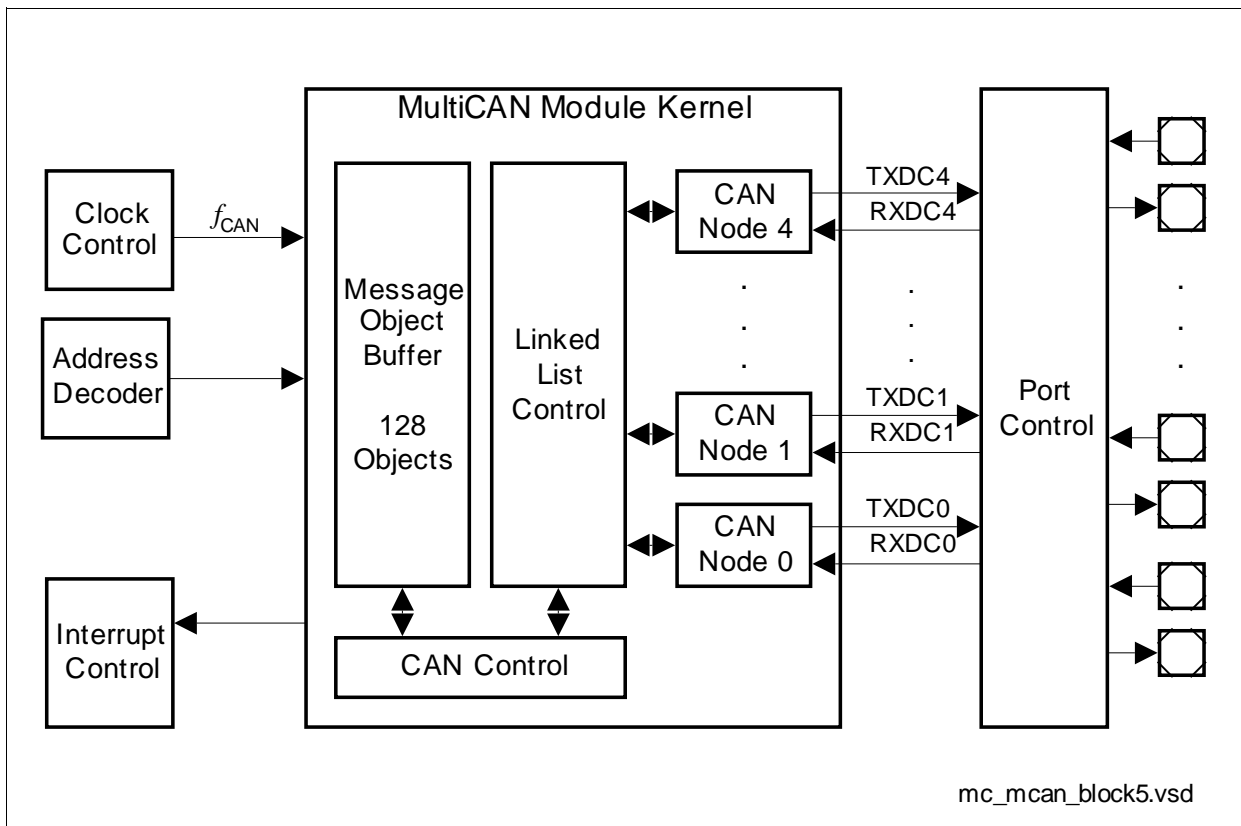 MultiCAN Module Kernel
Clock
Control
fCAN
Address
Decoder
Interrupt
Control
Message
Object
Buffer
128
Objects
Linked
List
Control
CAN Control
CAN
Node 4
CAN
Node 1
CAN
Node 0
TXDC4
RXDC4
TXDC1
RXDC1
TXDC0
RXDC0
Port
Control
mc_mcan_block5.vsd